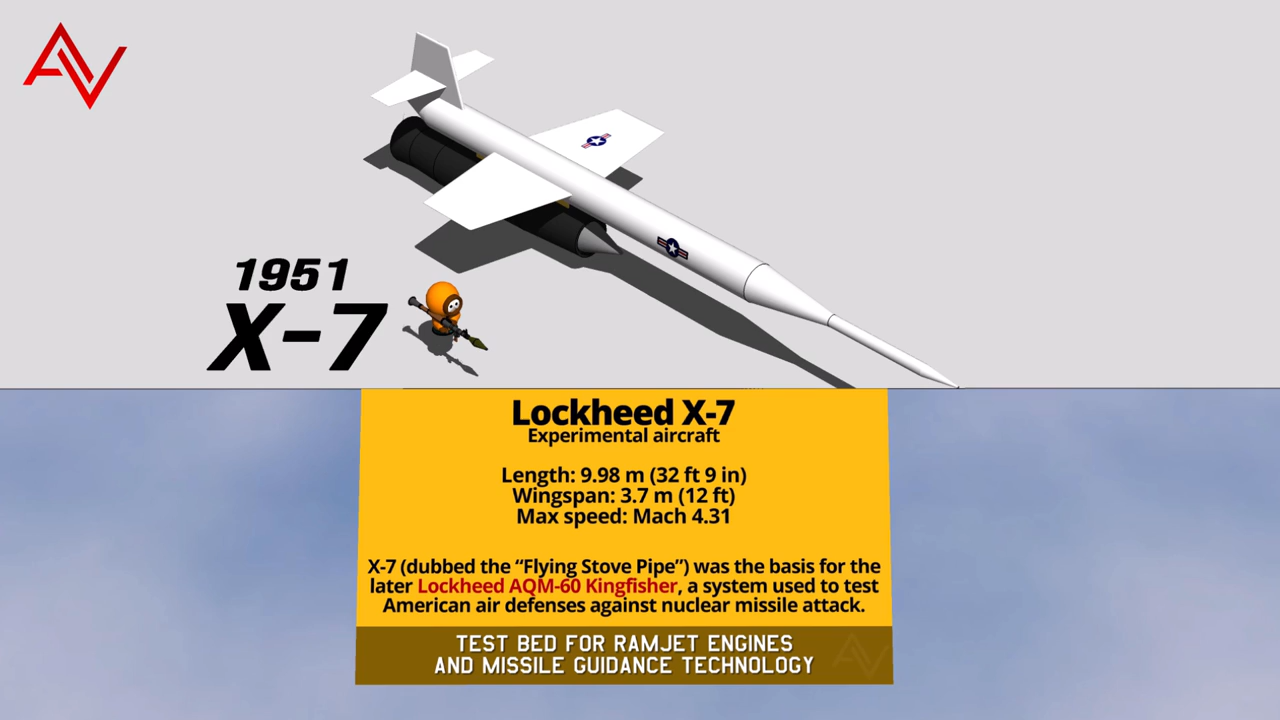 AV
1951
X-7
Lockheed X-7
Experimental aircraft
Length: 9.98 m (32 ft 9 in)
Wingspan: 3.7 m (12 ft)
Max speed: Mach 4.31
X-7 (dubbed the “Flying Stove Pipe”) was the basis for the
later Lockheed AQM-60 Kingfisher, a system used to test
American air defenses against nuclear missile attack.
TEST BED FOR RAMJET ENGINES
AND MISSILE GUIDANCE TECHNOLOGY